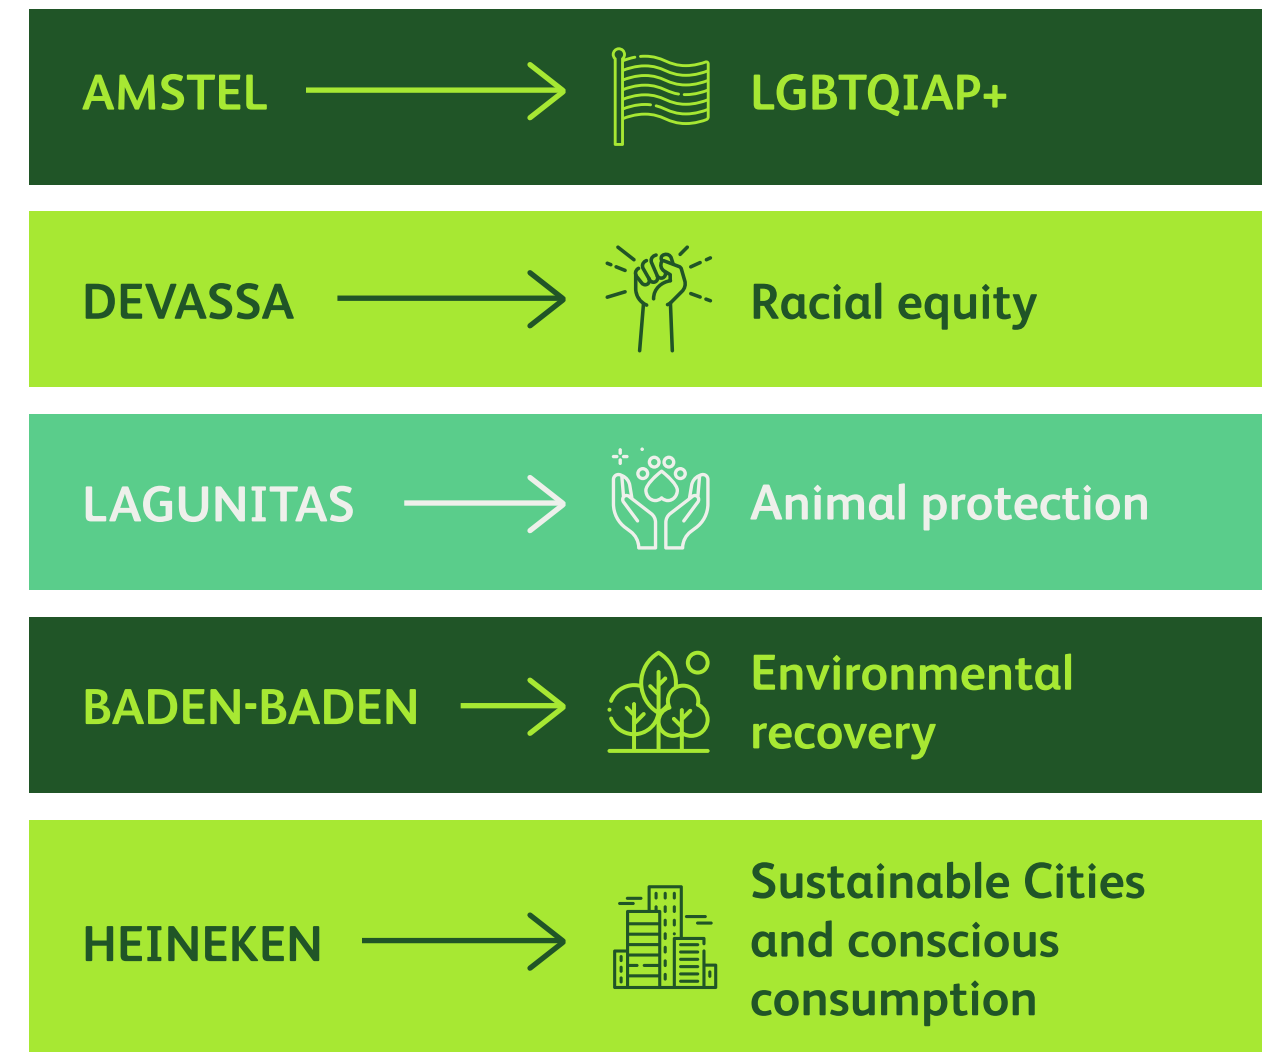 AMSTEL
LGBTQIAP+
DEVASSA
Racial equity
LAGUNITAS
Animal protection
BADEN-BADEN
Environmental
recovery
HEINEKEN
Sustainable Cities
and conscious
consumption